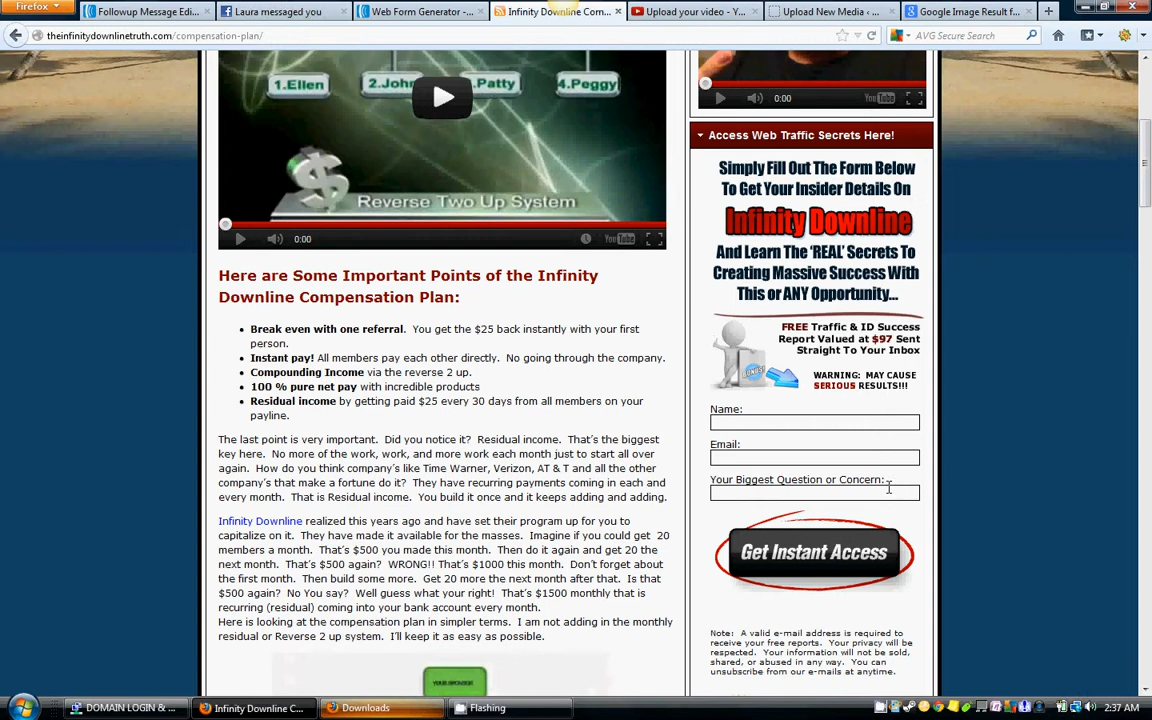 Firefox
Followup Message Edi...
Laura messaged you
Web Form Generator -...
Infinity Downline Com...
Upload your video - Y...
Upload New Media ‹...
Google Image Result f...
theinfinitydownlinetruth.com/compensation-plan/
AVG Secure Search
1.Ellen
2.John
.Patty
4.Peggy
Reverse Two Up System
0:00
YouTube
Here are Some Important Points of the Infinity
Downline Compensation Plan:
• Break even with one referral. You get the $25 back instantly with your first
person.
• Instant pay! All members pay each other directly. No going through the company.
• Compounding Income via the reverse 2 up.
• 100 % pure net pay with incredible products
• Residual income by getting paid $25 every 30 days from all members on your
payline.
The last point is very important. Did you notice it? Residual income. That's the biggest
key here. No more of the work, work, and more work each month just to start all over
again. How do you think company's like Time Warner, Verizon, AT & T and all the other
company's that make a fortune do it? They have recurring payments coming in each and
every month. That is Residual income. You build it once and it keeps adding and adding.
Infinity Downline realized this years ago and have set their program up for you to
capitalize on it. They have made it available for the masses. Imagine if you could get 20
members a month. That's $500 you made this month. Then do it again and get 20 the
next month. That's $500 again? WRONG!! That's $1000 this month. Don't forget about
the first month. Then build some more. Get 20 more the next month after that. Is that
$500 again? No You say? Well guess what your right! That's $1500 monthly that is
recurring (residual) coming into your bank account every month.
Here is looking at the compensation plan in simpler terms. I am not adding in the monthly
residual or Reverse 2 up system. I'll keep it as easy as possible.
YOUR SPONSOR
0:00
YouTube
Access Web Traffic Secrets Here!
Simply Fill Out The Form Below
To Get Your Insider Details On
Infinity Downline
And Learn The 'REAL' Secrets To
Creating Massive Success With
This or ANY Opportunity...
FREE Traffic & ID Success
Report Valued at $97 Sent
Straight To Your Inbox
BONUS!
WARNING: MAY CAUSE
SERIOUS RESULTS!!!
Name:
Email:
Your Biggest Question or Concern:
Get Instant Access
Note: A valid e-mail address is required to
receive your free reports. Your privacy will be
respected. Your information will not be sold,
shared, or abused in any way. You can
unsubscribe from our e-mails at anytime.
DOMAIN LOGIN & ...
Infinity Downline C...
Downloads
Flashing
2:37 AM